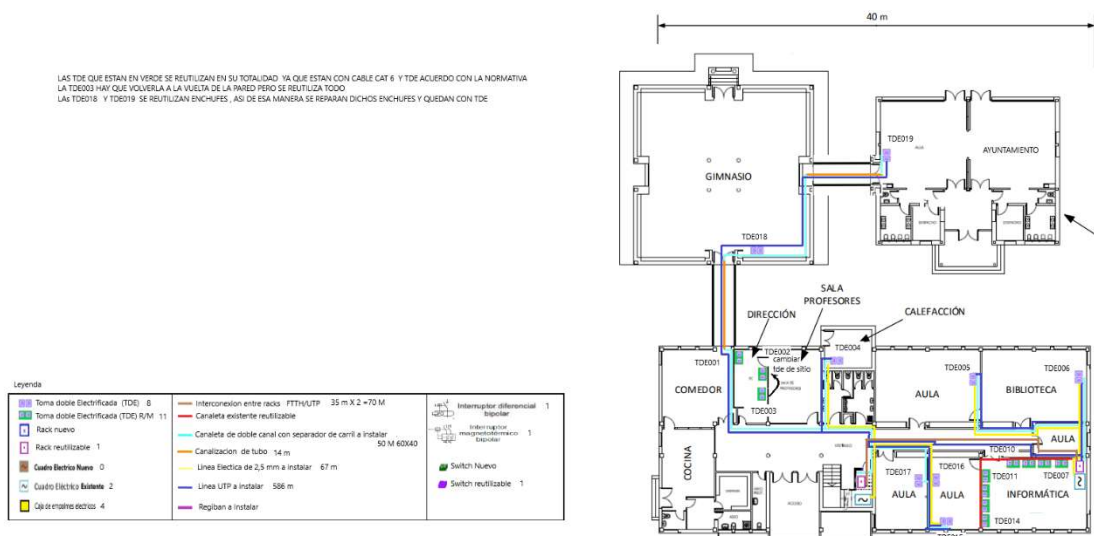 40 m
LAS TDE QUE ESTAN EN VERDE SE REUTILIZAN EN SU TOTALIDAD YA QUE ESTAN CON CABLE CAT 6 Y TDE ACUERDO CON LA NORMATIVA
LA TDE003 HAY QUE VOLVERLA A LA VUELTA DE LA PARED PERO SE REUTILIZA TODO
LAs TDE018 Y TDE019 SE REUTILIZAN ENCHUFES , ASI DE ESA MANERA SE REPARAN DICHOS ENCHUFES Y QUEDAN CON TDE
TDE019
AYUNTAMIENTO
GIMNASIO
TDE018
SALA
PROFESORES
DIRECCIÓN
CALEFACCIÓN
TDE001
TDE002
cambiar
tde de sitio
TDE004
TDE005
TDE006
COMEDOR
AULA
BIBLIOTECA
TDE003
AULA
TDE010
COCINA
TDE017
TDE016
TDE011
TDE007
AULA
AULA
INFORMÁTICA
TDE014
Leyenda
Toma doble Electrificada (TDE) 8
Toma doble Electrificada (TDE) R/M 11
Rack nuevo
Rack reutilizable 1
Cuadro Electrico Nuevo 0
Cuadro Eléctrico Existente 2
Caja de empalmes electricos 4
Interconexion entre racks FTTH/UTP 35 m X 2 =70 M
Canaleta existente reutilizable
Canaleta de doble canal con separador de carril a instalar
50 M 60X40
Canalizacion de tubo 14 m
Linea Electica de 2,5 mm a instalar 67 m
Linea UTP a instalar 586 m
Regiban a instalar
Interruptor diferencial 1
bipolar
Interruptor
magnetotérmico 1
bipolar
Switch Nuevo
Switch reutilizable 1